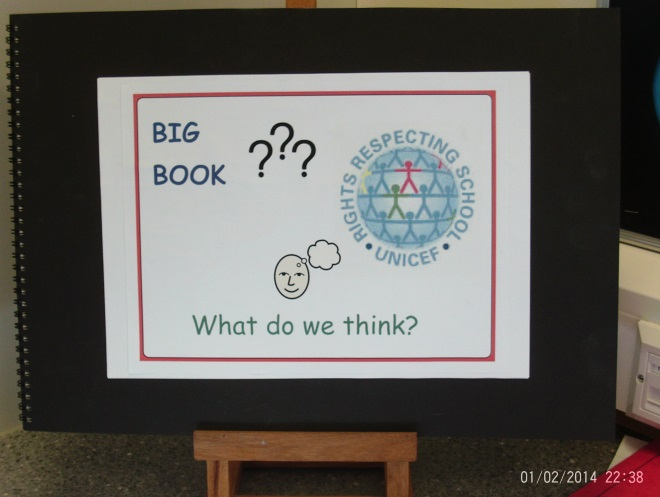 BIG
BOOK
???
RIGHTS RESPECTING SCHOOL
• UNICEF •
What do we think?
01/02/2014 22:38